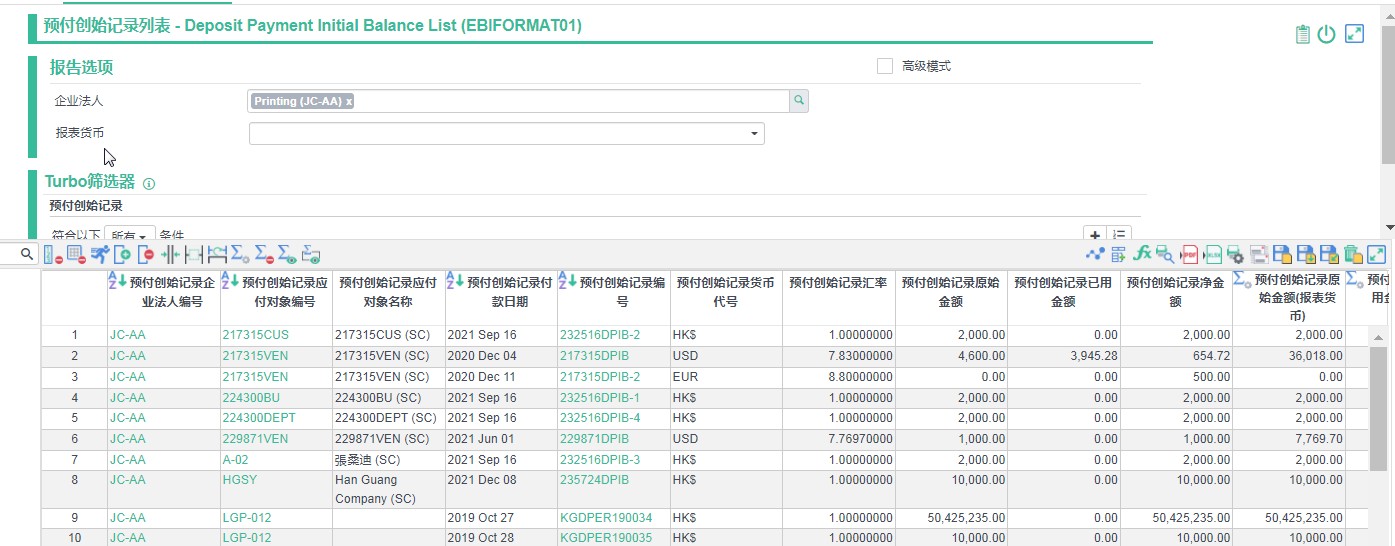 预付创始记录列表 - Deposit Payment Initial Balance List (EBIFORMAT01)
报告选项
高级模式
企业法人 Printing (JC-AA) x
报表货币
Turbo筛选器
预付创始记录
符合以下 所有 条件
预付创始记录企业法人编号 预付创始记录应付对象编号 预付创始记录应付对象名称 预付创始记录付款日期 预付创始记录编号 预付创始记录货币代号 预付创始记录汇率 预付创始记录原始金额 预付创始记录已用金额 预付创始记录净金额 预付创始记录原始金额(报表货币)
1 JC-AA 217315CUS 217315CUS (SC) 2021 Sep 16 232516DPIB-2 HK$ 1.00000000 2,000.00 0.00 2,000.00 2,000.00
2 JC-AA 217315VEN 217315VEN (SC) 2020 Dec 04 217315DPIB USD 7.83000000 4,600.00 3,945.28 654.72 36,018.00
3 JC-AA 217315VEN 217315VEN (SC) 2020 Dec 11 217315DPIB-2 EUR 8.80000000 0.00 0.00 500.00 0.00
4 JC-AA 224300BU 224300BU (SC) 2021 Sep 16 232516DPIB-1 HK$ 1.00000000 2,000.00 0.00 2,000.00 2,000.00
5 JC-AA 224300DEPT 224300DEPT (SC) 2021 Sep 16 232516DPIB-4 HK$ 1.00000000 2,000.00 0.00 2,000.00 2,000.00
6 JC-AA 229871VEN 229871VEN (SC) 2021 Jun 01 229871DPIB USD 7.76970000 1,000.00 0.00 1,000.00 7,769.70
7 JC-AA A-02 張桑迪 (SC) 2021 Sep 16 232516DPIB-3 HK$ 1.00000000 2,000.00 0.00 2,000.00 2,000.00
8 JC-AA HGSY Han Guang Company (SC) 2021 Dec 08 235724DPIB HK$ 1.00000000 10,000.00 0.00 10,000.00 10,000.00
9 JC-AA LGP-012 2019 Oct 27 KGDPER190034 HK$ 1.00000000 50,425,235.00 0.00 50,425,235.00 50,425,235.00
10 JC-AA LGP-012 2019 Oct 28 KGDPER190035 HK$ 1.00000000 10,000.00 0.00 10,000.00 10,000.00